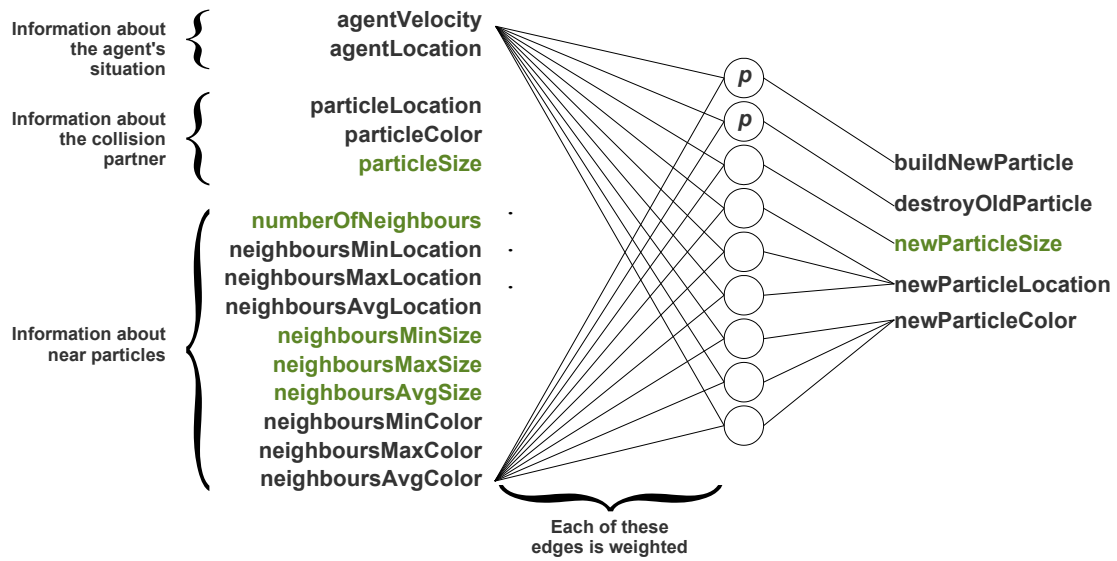 Information about
the agent's
situation
agentVelocity
agentLocation
Information about
the collision
partner
particleLocation
particleColor
particleSize
Information about
near particles
numberOfNeighbours
neighboursMinLocation
neighboursMaxLocation
neighboursAvgLocation
neighboursMinSize
neighboursMaxSize
neighboursAvgSize
neighboursMinColor
neighboursMaxColor
neighboursAvgColor
p
p
buildNewParticle
destroyOldParticle
newParticleSize
newParticleLocation
newParticleColor
Each of these
edges is weighted